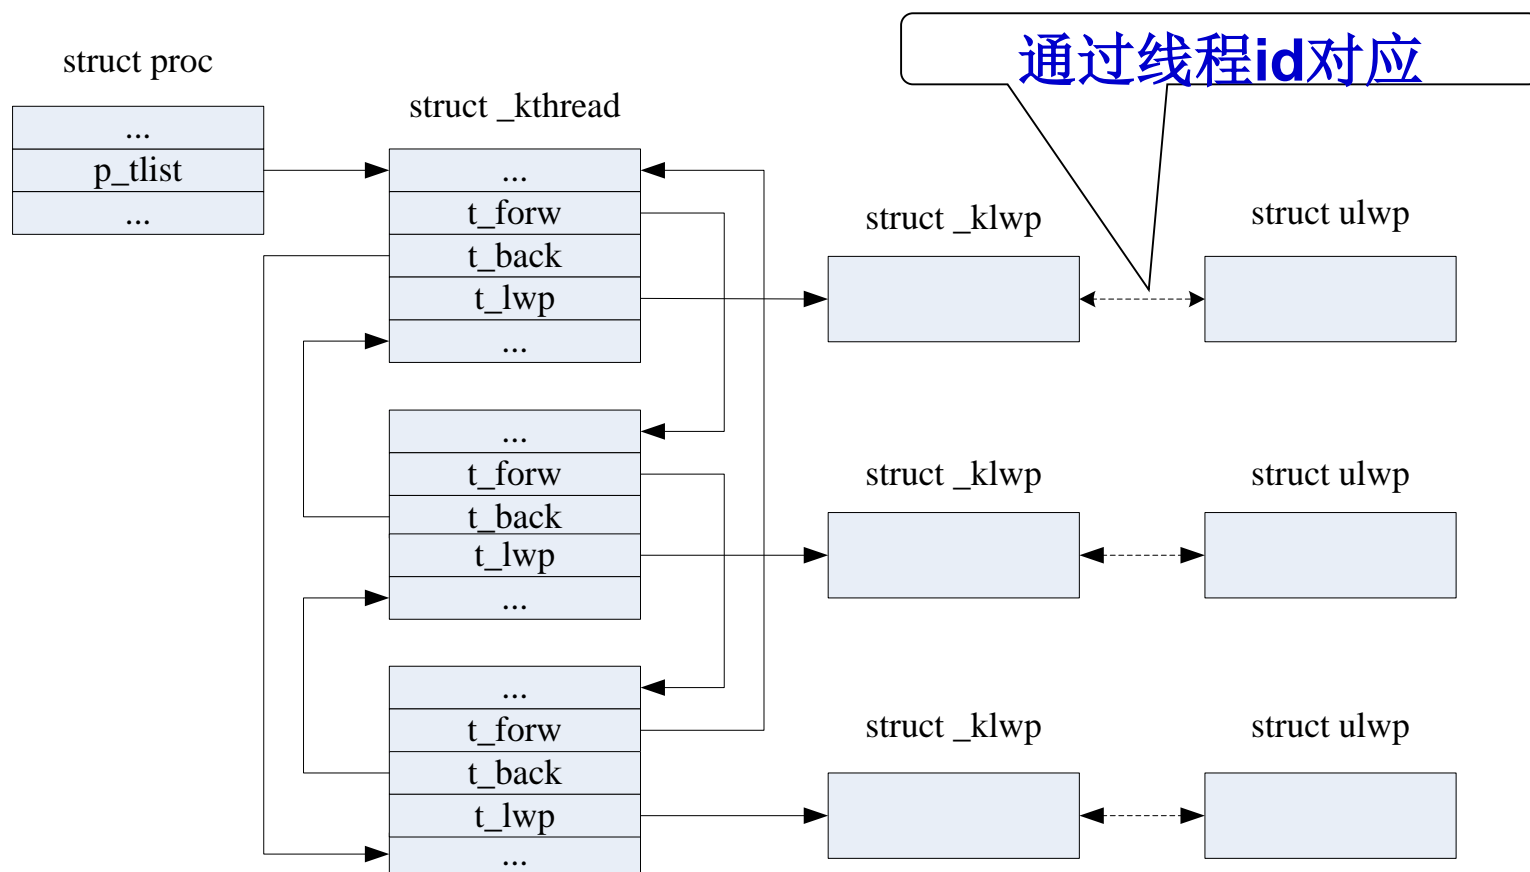 通过线程id对应
struct proc
...
p_tlist
...
struct _kthread
...
t_forw
t_back
t_lwp
...
struct _klwp
struct ulwp
...
t_forw
t_back
t_lwp
...
struct _klwp
struct ulwp
...
t_forw
t_back
t_lwp
...
struct _klwp
struct ulwp